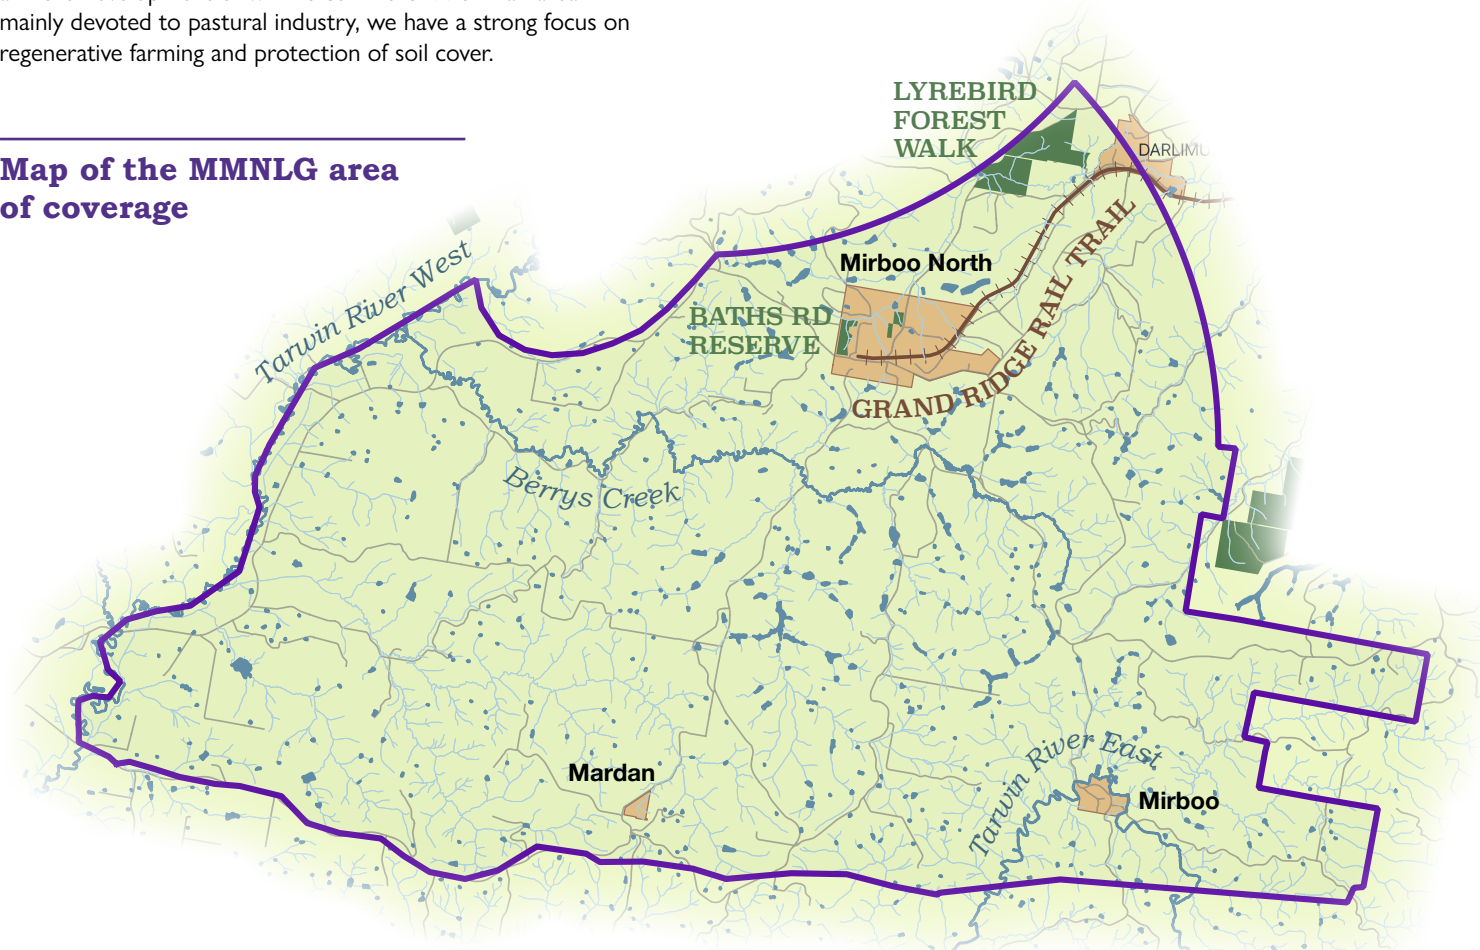 mainly devoted to pastural industry, we have a strong focus on
regenerative farming and protection of soil cover.
Map of the MMNLG area
of coverage
LYREBIRD
FOREST
WALK
Tarwin River West
Mirboo North
BATHS RD
RESERVE
GRAND RIDGE RAIL TRAIL
Berrys Creek
Mardan
Tarwin River East
Mirboo